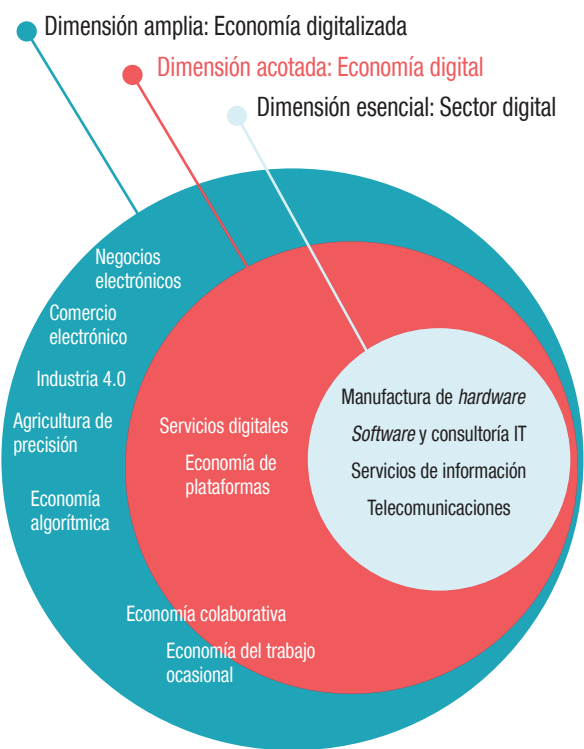 Dimensión amplia: Economía digitalizada
Dimensión acotada: Economía digital
Dimensión esencial: Sector digital
Negocios
electrónicos
Comercio
electrónico
Industria 4.0
Agricultura de
precisión
Economía
algorítmica
Servicios digitales
Economía de
plataformas
Manufactura de hardware
Software y consultoría IT
Servicios de información
Telecomunicaciones
Economía colaborativa
Economía del trabajo
ocasional